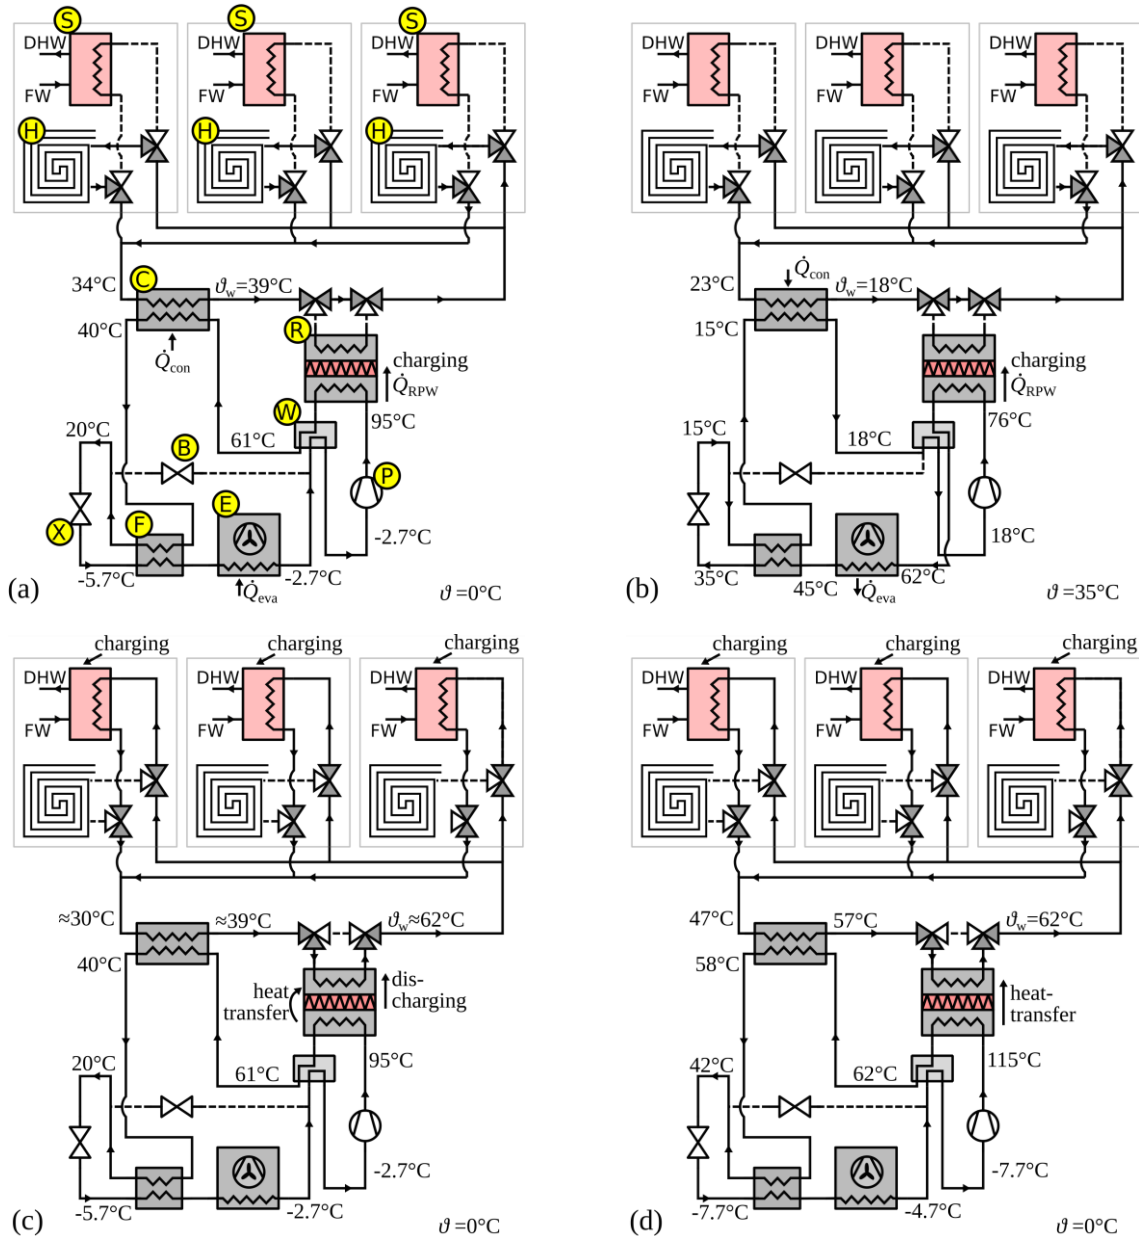 S S S
DHW DHW DHW DHW DHW DHW
FW FW FW FW FW FW
H H H
34°C C ϑw=39°C
40°C R
Q̇con
charging
Q̇RPW
W
95°C
20°C B 61°C
P
X F E
-2.7°C
-5.7°C -2.7°C
Q̇eva
(a) ϑ=0°C
Q̇con
23°C ϑw=18°C
15°C
charging
Q̇RPW
76°C
15°C 18°C
18°C
35°C 45°C 62°C
Q̇eva
(b) ϑ=35°C
charging charging charging
DHW DHW DHW
FW FW FW
≈30°C ≈39°C ϑw≈62°C
40°C
heat
transfer
dis-
charging
95°C
20°C 61°C
-2.7°C
-5.7°C -2.7°C
(c) ϑ=0°C
charging charging charging
DHW DHW DHW
FW FW FW
47°C 57°C ϑw=62°C
58°C
heat-
transfer
115°C
42°C 62°C
-7.7°C
-7.7°C -4.7°C
(d) ϑ=0°C